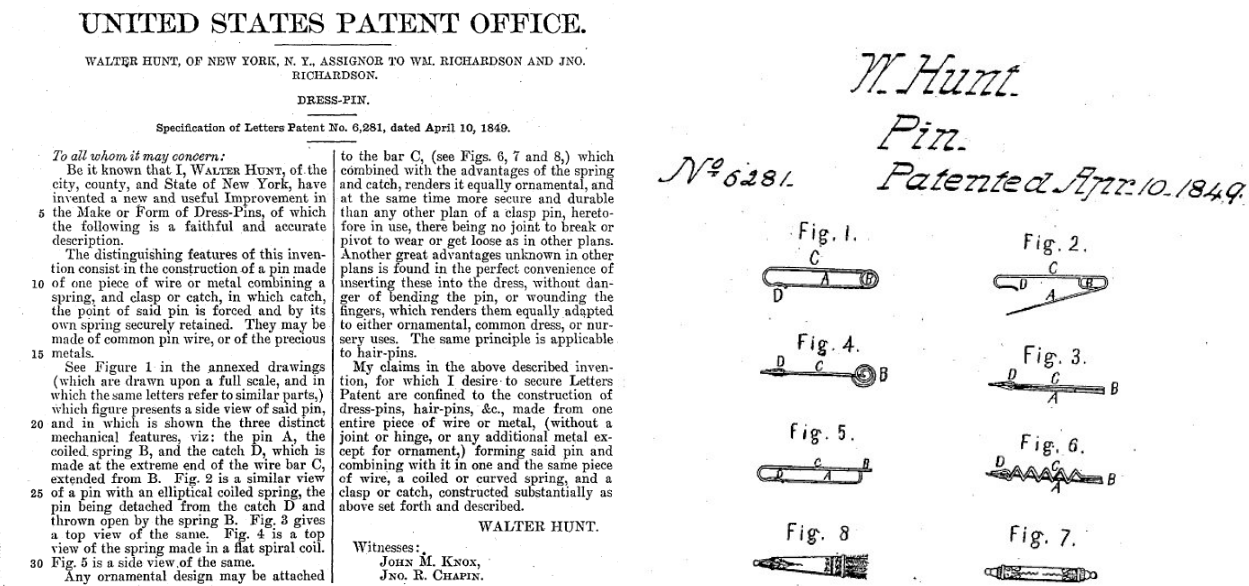 UNITED STATES PATENT OFFICE.
WALTER HUNT, OF NEW YORK, N. Y., ASSIGNOR TO WM. RICHARDSON AND JNO.
RICHARDSON.
DRESS-PIN.
Specification of Letters Patent No. 6,281, dated April 10, 1849.
To all whom it may concern:
Be it known that I, WALTER HUNT, of the
city, county, and State of New York, have
invented a new and useful Improvement in
5 the Make or Form of Dress-Pins, of which
the following is a faithful and accurate
description.
The distinguishing features of this inven-
tion consist in the construction of a pin made
10 of one piece of wire or metal combining a
spring, and clasp or catch, in which catch,
the point of said pin is forced and by its
own spring securely retained. They may be
made of common pin wire, or of the precious
15 metals.
See Figure 1 in the annexed drawings
(which are drawn upon a full scale, and in
which the same letters refer to similar parts,)
which figure presents a side view of said pin,
20 and in which is shown the three distinct
mechanical features, viz: the pin A, the
coiled spring B, and the catch D, which is
made at the extreme end of the wire bar C,
extended from B. Fig. 2 is a similar view
25 of a pin with an elliptical coiled spring, the
pin being detached from the catch D and
thrown open by the spring B. Fig. 3 gives
a top view of the same. Fig. 4 is a top
view of the spring made in a flat spiral coil.
30 Fig. 5 is a side view of the same.
Any ornamental design may be attached
to the bar C, (see Figs. 6, 7 and 8,) which
combined with the advantages of the spring
and catch, renders it equally ornamental, and
at the same time more secure and durable
than any other plan of a clasp pin, hereto-
fore in use, there being no joint to break or
pivot to wear or get loose as in other plans.
Another great advantages unknown in other
plans is found in the perfect convenience of
inserting these into the dress, without dan-
ger of bending the pin, or wounding the
fingers, which renders them equally adapted
to either ornamental, common dress, or nur-
sery uses. The same principle is applicable
to hair-pins.
My claims in the above described inven-
tion, for which I desire to secure Letters
Patent are confined to the construction of
dress-pins, hair-pins, &c., made from one
entire piece of wire or metal, (without a
joint or hinge, or any additional metal ex-
cept for ornament,) forming said pin and
combining with it in one and the same piece
of wire, a coiled or curved spring, and a
clasp or catch, constructed substantially as
above set forth and described.
WALTER HUNT.
Witnesses:
JOHN M. KNOX,
JNO. R. CHAPIN.
W. Hunt.
Pin.
Nº 6281. Patented Apr. 10. 1849.
Fig. 1. Fig. 2.
C C
A B D B
D A
Fig. 4. Fig. 3.
D C B D C B
A
Fig. 5. Fig. 6.
C B D C B
D A A
Fig. 8 Fig. 7.